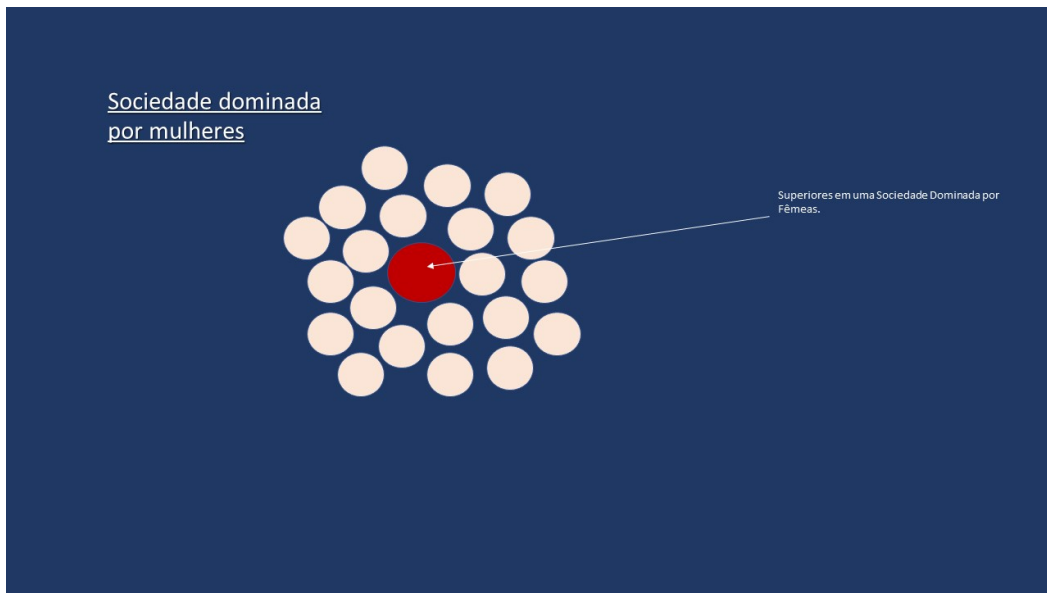 Sociedade dominada
por mulheres
Superiores em uma Sociedade Dominada por
Fêmeas.